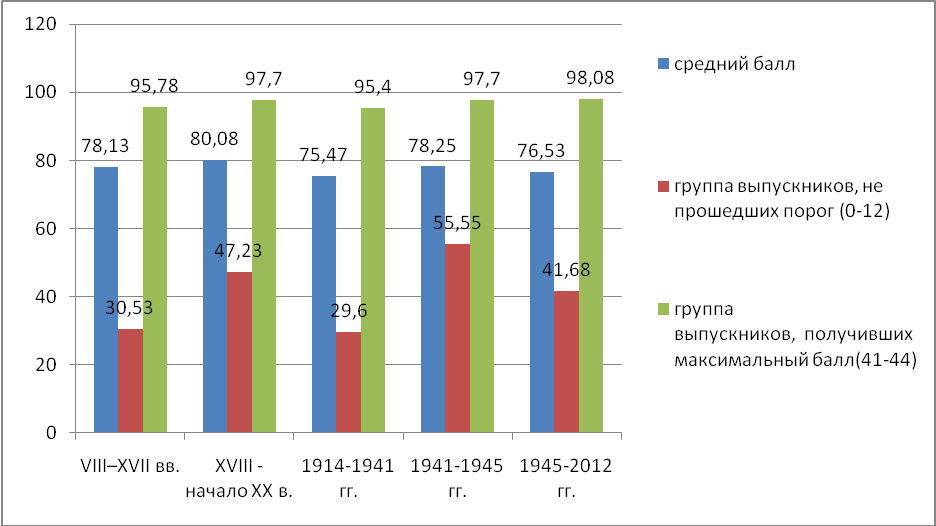 120
100
80
60
40
20
0
78,13
30,53
95,78
80,08
47,23
97,7
75,47
29,6
95,4
78,25
55,55
97,7
76,53
41,68
98,08
VIII–XVII вв.
XVIII -
начало XX в.
1914-1941
гг.
1941-1945
гг.
1945-2012
гг.
средний балл
группа выпускников, не
прошедших порог (0-12)
группа
выпускников, получивших
максимальный балл(41-44)